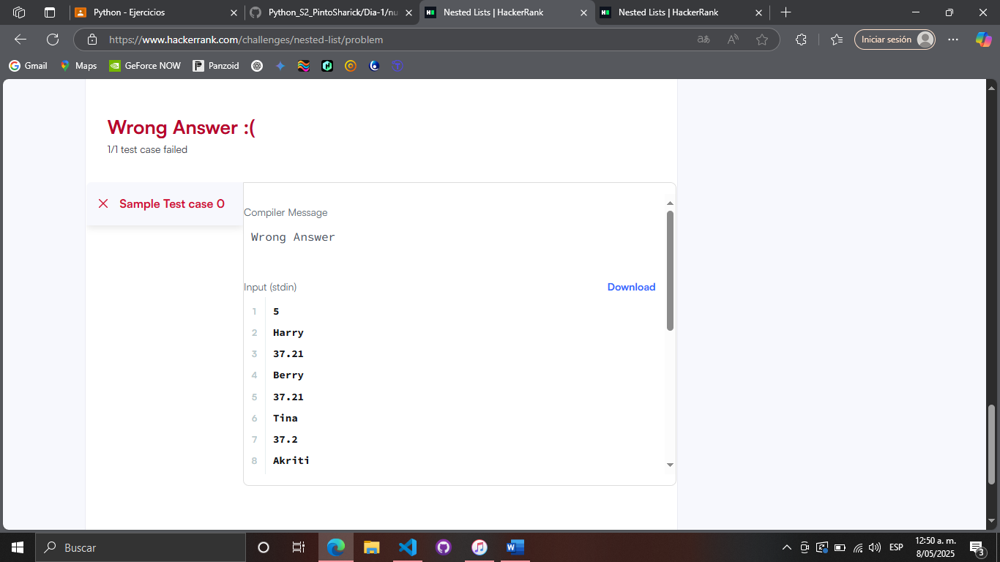 Python - Ejercicios
Python_S2_PintoSharick/Dia-1/nu
Nested Lists | HackerRank
Nested Lists | HackerRank
https://www.hackerrank.com/challenges/nested-list/problem
Iniciar sesión
Gmail
Maps
GeForce NOW
Panzoid
Wrong Answer :(
1/1 test case failed
Sample Test case 0
Compiler Message
Wrong Answer
Input (stdin)
Download
1 5
2 Harry
3 37.21
4 Berry
5 37.21
6 Tina
7 37.2
8 Akriti
Buscar
ESP
12:50 a. m.
8/05/2025
3